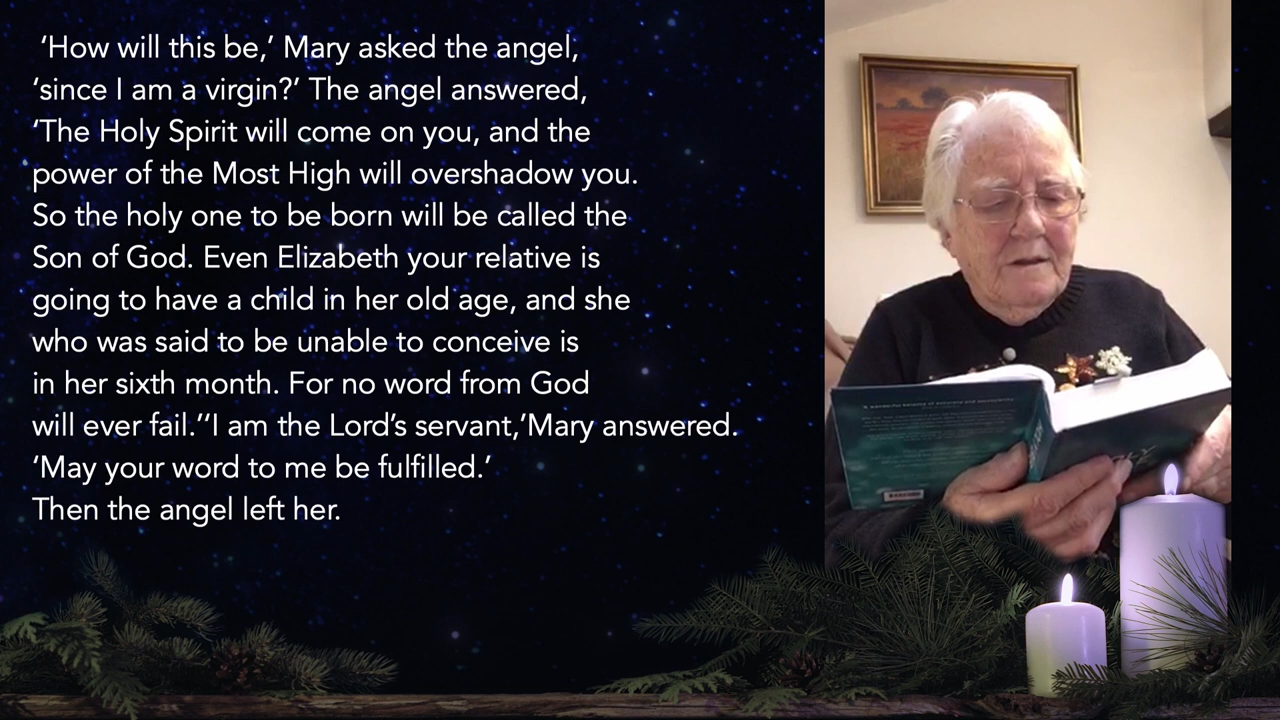 ‘How will this be,’ Mary asked the angel,
‘since I am a virgin?’ The angel answered,
‘The Holy Spirit will come on you, and the
power of the Most High will overshadow you.
So the holy one to be born will be called the
Son of God. Even Elizabeth your relative is
going to have a child in her old age, and she
who was said to be unable to conceive is
in her sixth month. For no word from God
will ever fail.’‘I am the Lord’s servant,’Mary answered.
‘May your word to me be fulfilled.’
Then the angel left her.